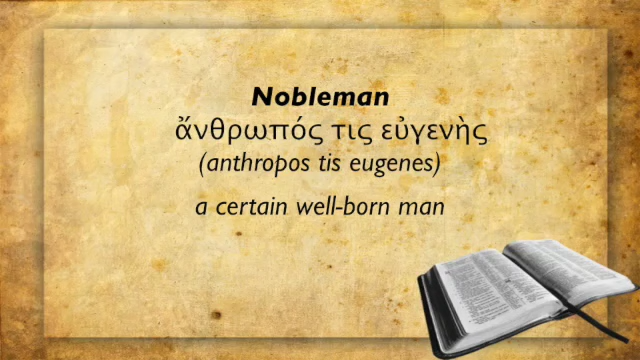 Nobleman
ἄνθρωπός τις εὐγενὴς
(anthropos tis eugenes)
a certain well-born man